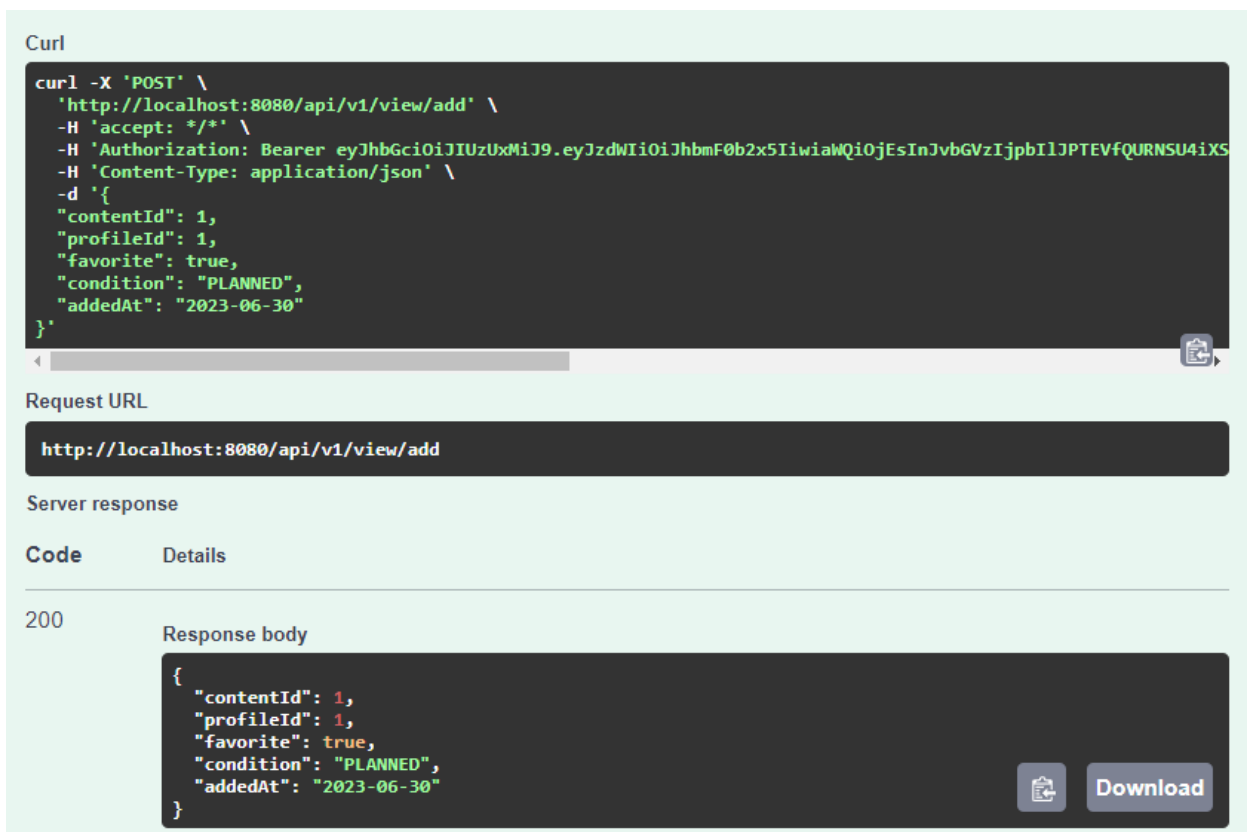 Curl
curl -X 'POST' \
  'http://localhost:8080/api/v1/view/add' \
  -H 'accept: */*' \
  -H 'Authorization: Bearer eyJhbGciOiJIUzUxMiJ9.eyJzdWIiOiJhbmF0b2x5IiwiaWQiOjEsInJvbGVzIjpbIlJPTEVfQURNSU4iXS
  -H 'Content-Type: application/json' \
  -d '{
  "contentId": 1,
  "profileId": 1,
  "favorite": true,
  "condition": "PLANNED",
  "addedAt": "2023-06-30"
}'
Request URL
http://localhost:8080/api/v1/view/add
Server response
Code Details
200
Response body
{
  "contentId": 1,
  "profileId": 1,
  "favorite": true,
  "condition": "PLANNED",
  "addedAt": "2023-06-30"
}
Download